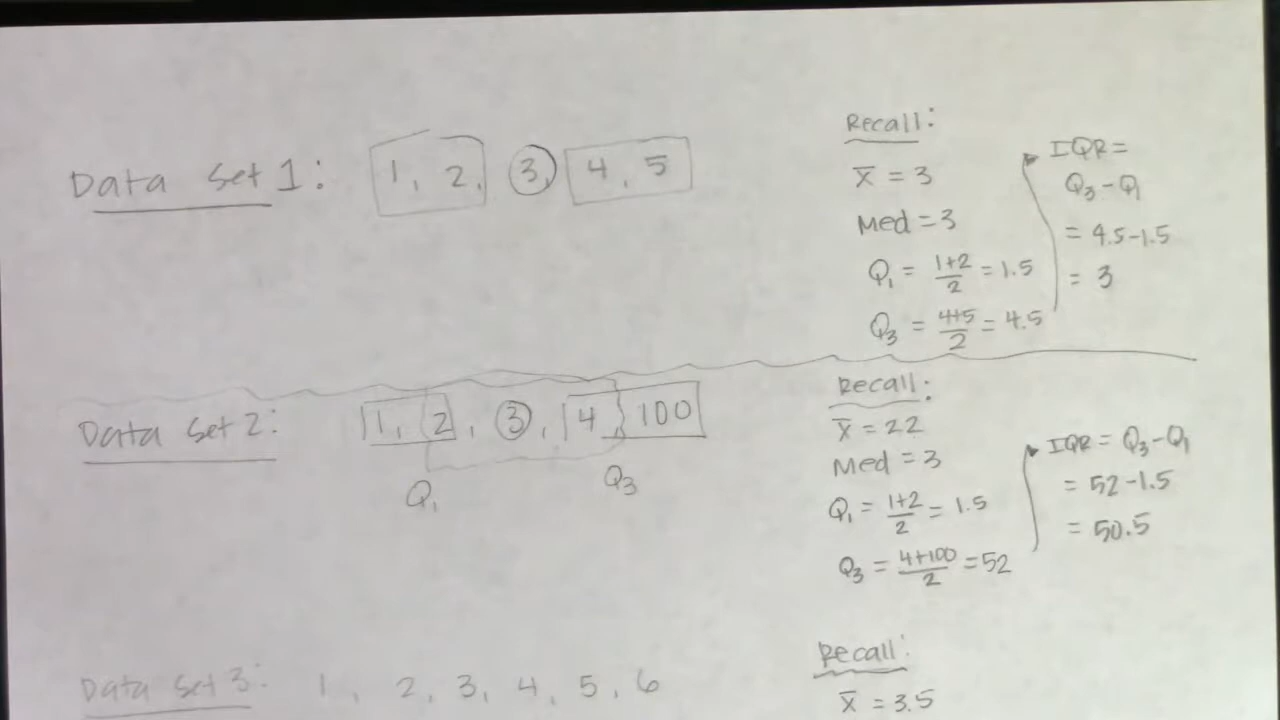 Data Set 1: 1, 2, 3, 4, 5
Recall:
x̄ = 3
Med = 3
Q₁ = (1+2)/2 = 1.5
Q₃ = (4+5)/2 = 4.5
IQR =
Q₃ - Q₁
= 4.5 - 1.5
= 3
Data Set 2: 1, 2, 3, 4, 100
Q₁ Q₃
Recall:
x̄ = 22
Med = 3
Q₁ = (1+2)/2 = 1.5
Q₃ = (4+100)/2 = 52
IQR = Q₃ - Q₁
= 52 - 1.5
= 50.5
Data Set 3: 1, 2, 3, 4, 5, 6
Recall:
x̄ = 3.5